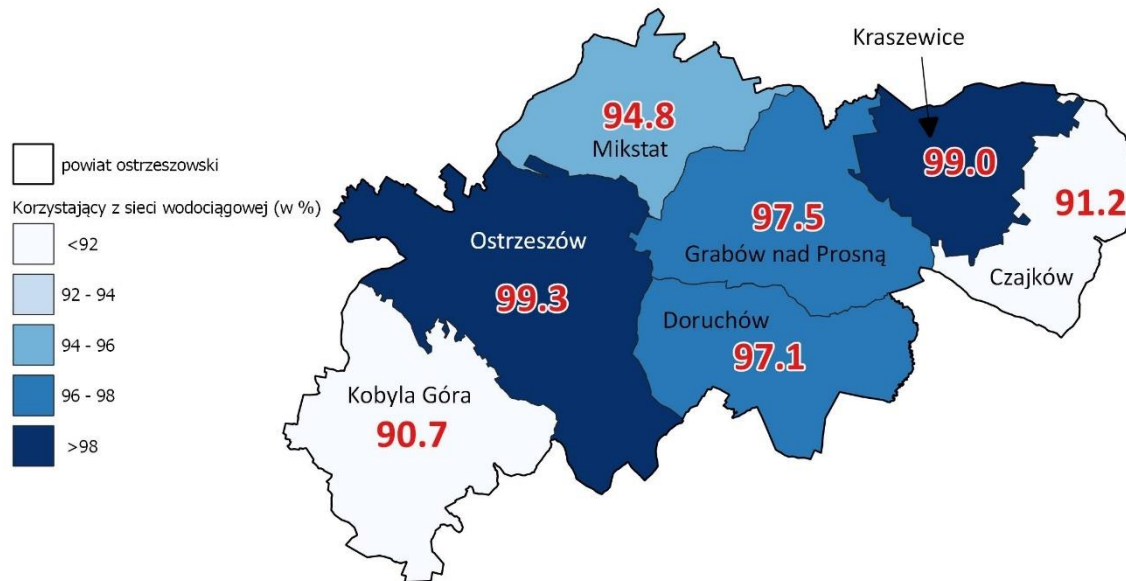 powiat ostrzeszowski
Korzystający z sieci wodociągowej (w %)
<92
92 - 94
94 - 96
96 - 98
>98
Kraszewice
99.0
94.8
Mikstat
91.2
Czajków
97.5
Grabów nad Prosną
Ostrzeszów
99.3
Doruchów
97.1
Kobyla Góra
90.7